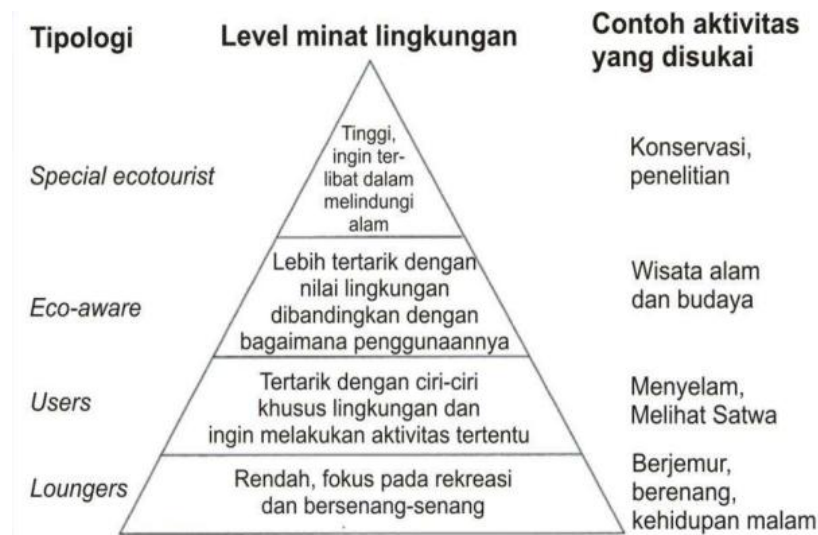 Tipologi
Level minat lingkungan
Contoh aktivitas
yang disukai
Special ecotourist
Tinggi,
ingin ter-
libat dalam
melindungi
alam
Konservasi,
penelitian
Eco-aware
Lebih tertarik dengan
nilai lingkungan
dibandingkan dengan
bagaimana penggunaannya
Wisata alam
dan budaya
Users
Tertarik dengan ciri-ciri
khusus lingkungan dan
ingin melakukan aktivitas tertentu
Menyelam,
Melihat Satwa
Loungers
Rendah, fokus pada rekreasi
dan bersenang-senang
Berjemur,
berenang,
kehidupan malam